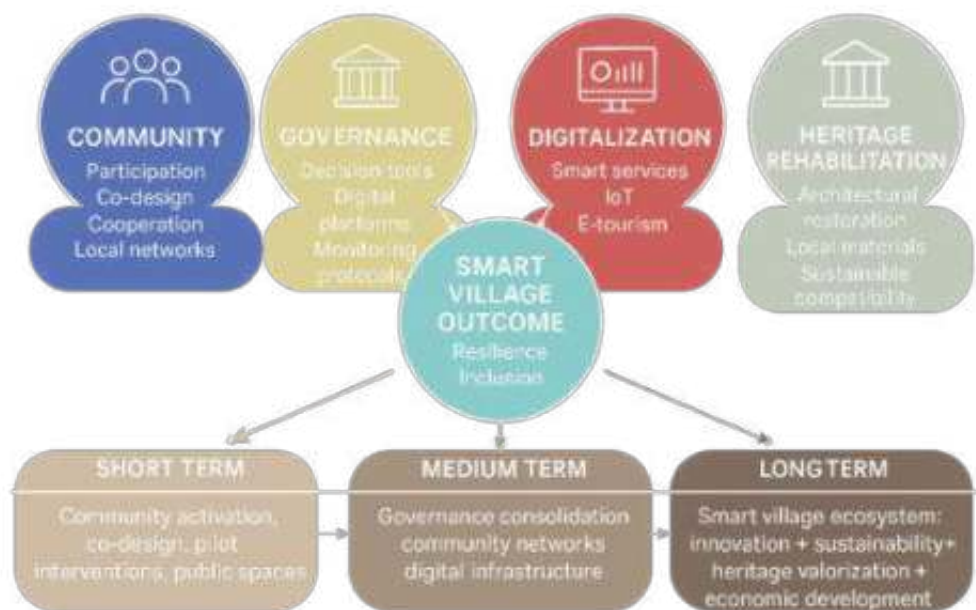 COMMUNITY
Participation
Co-design
Cooperation
Local networks
GOVERNANCE
Decision tools
Digital
platforms
Monitoring
protocols
DIGITALIZATION
Smart services
IoT
E-tourism
HERITAGE
REHABILITATION
Architectural
restoration
Local materials
Sustainable
compatibility
SMART
VILLAGE
OUTCOME
Resilience
Inclusion
SHORT TERM
Community activation,
co-design, pilot
interventions, public spaces
MEDIUM TERM
Governance consolidation
community networks
digital infrastructure
LONG TERM
Smart village ecosystem:
innovation + sustainability+
heritage valorization +
economic development